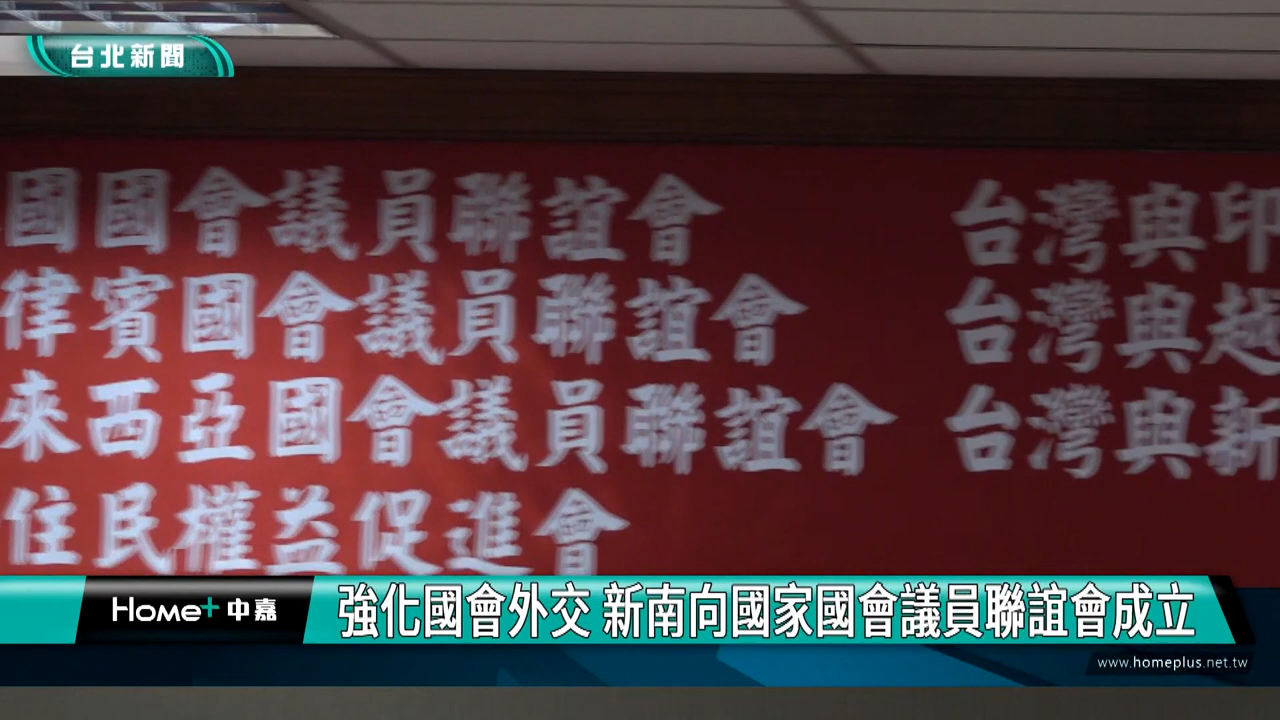 台北新聞
國國會議員聯誼會
律賓國會議員聯誼會
來西亞國會議員聯誼會
住民權益促進會
台灣與印
台灣與越
台灣與新
Home+中嘉
強化國會外交 新南向國家國會議員聯誼會成立
www.homeplus.net.tw